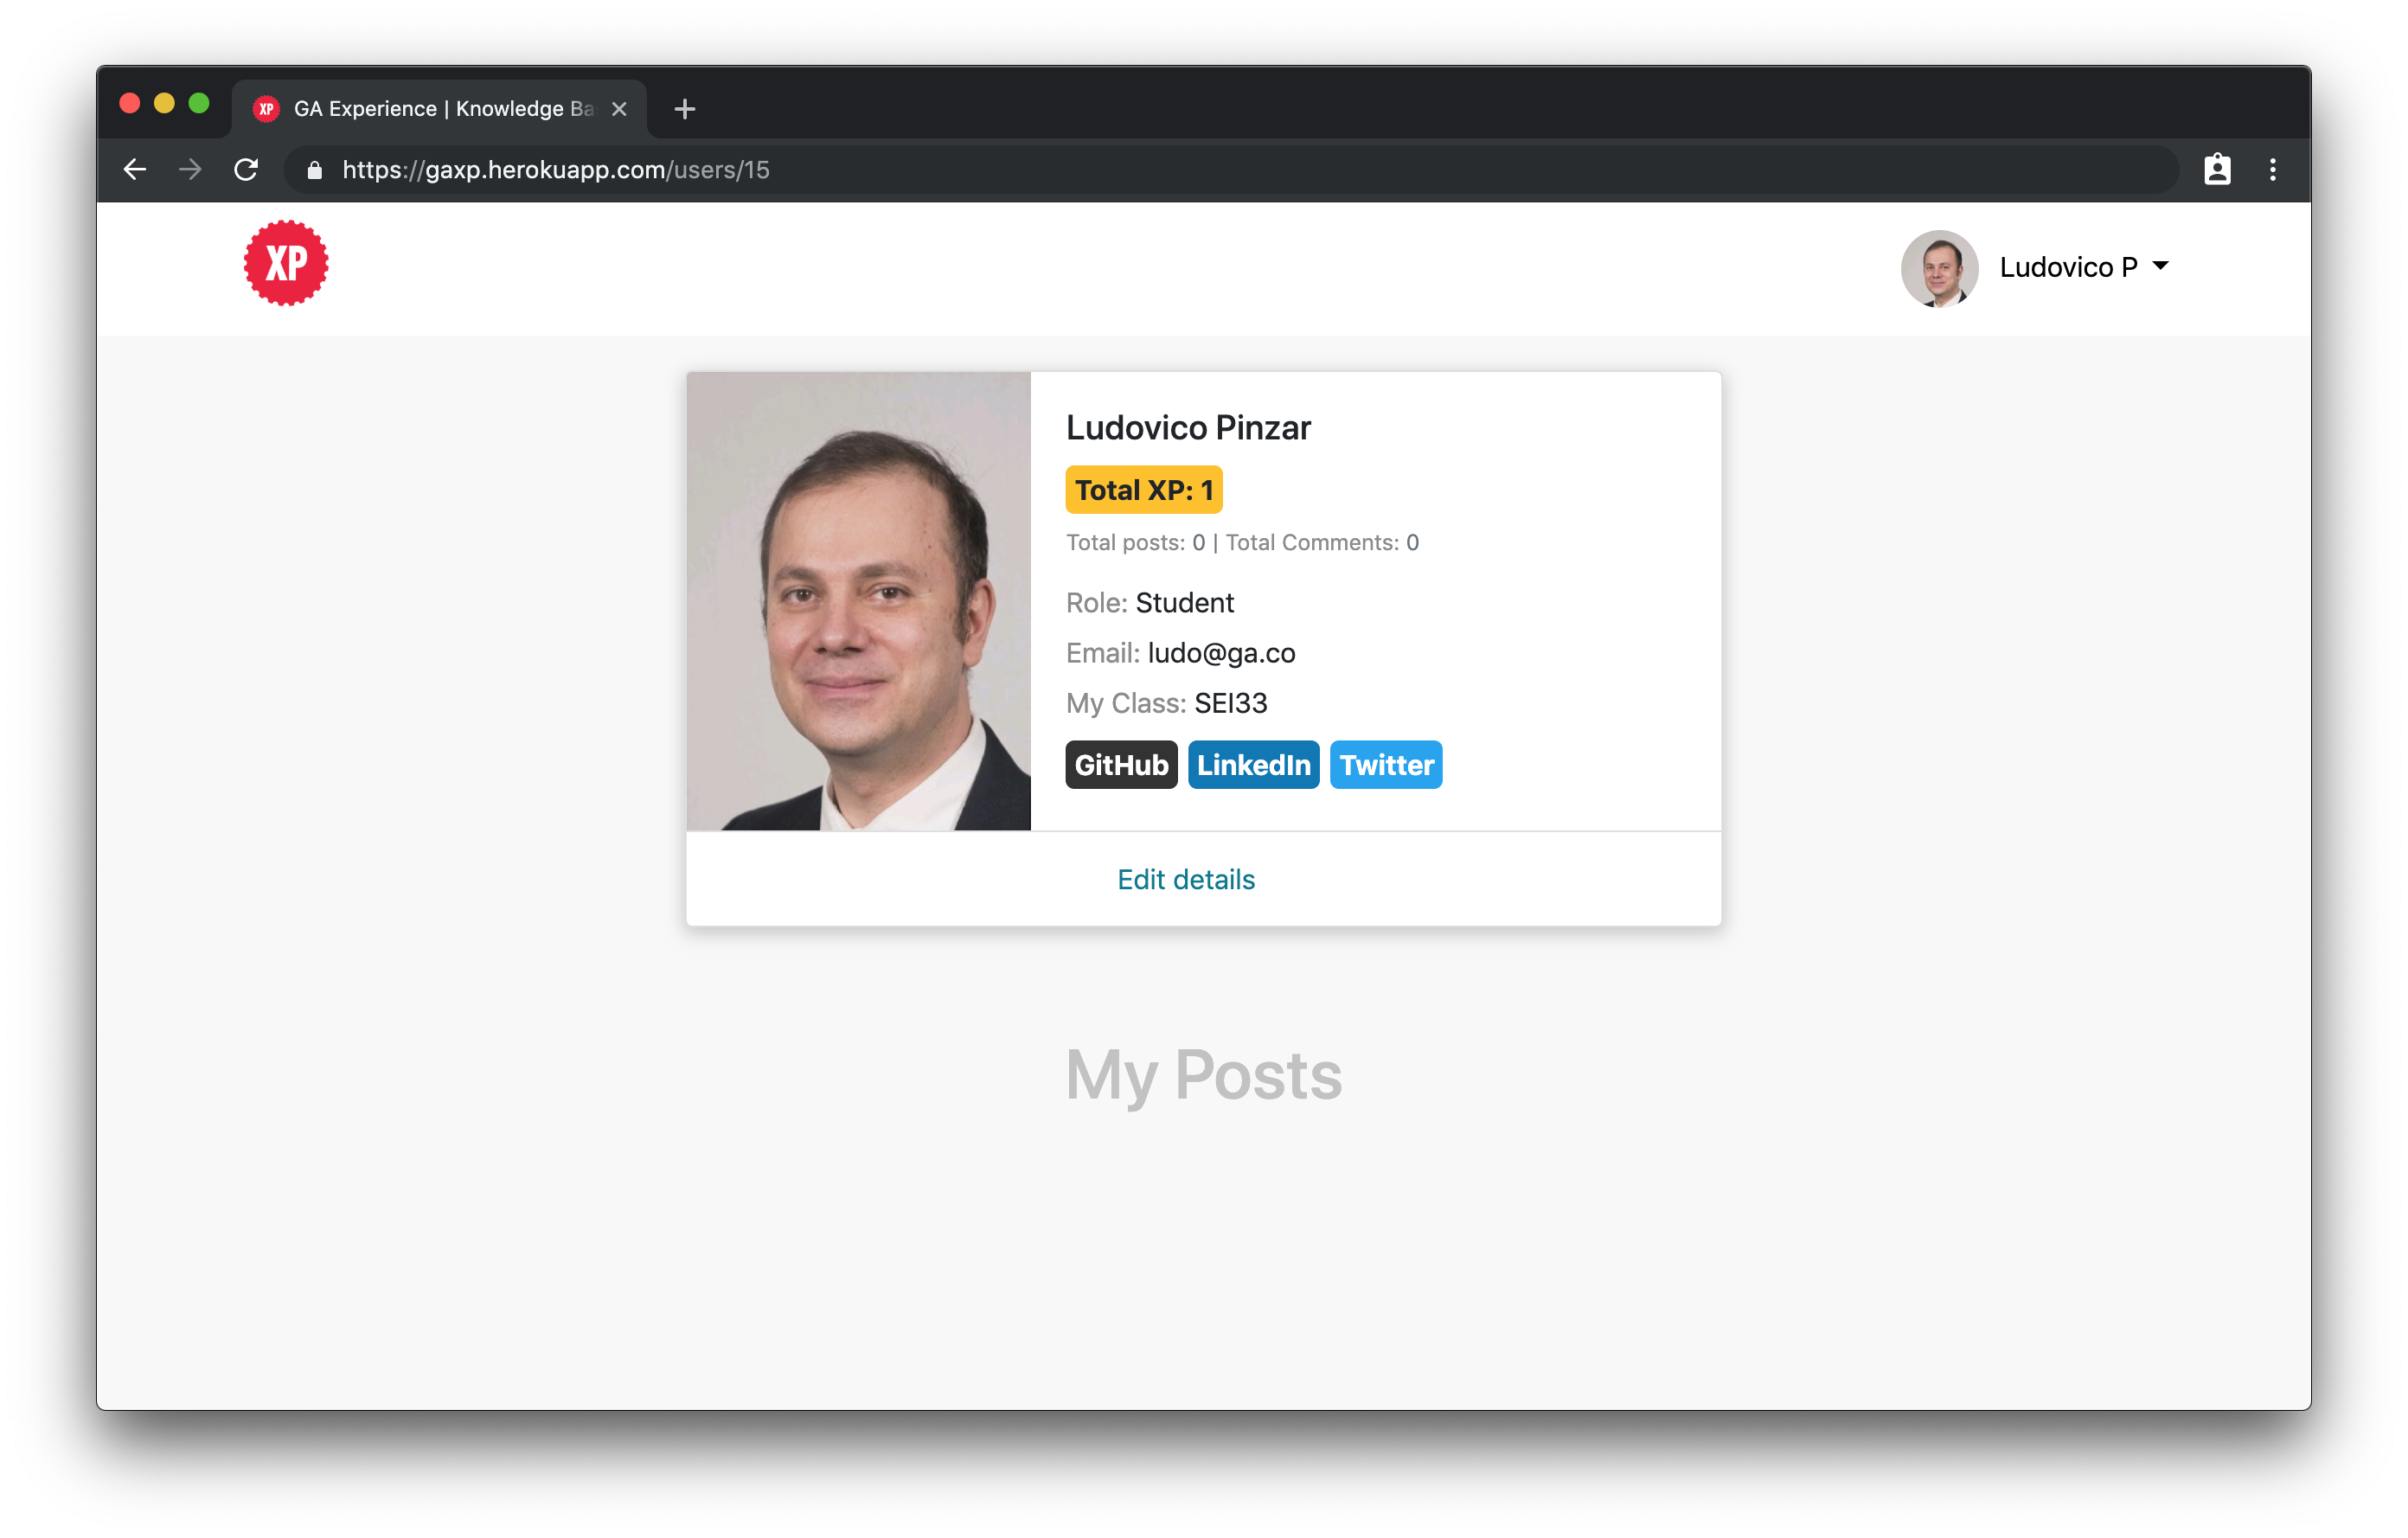 XP GA Experience | Knowledge Ba
https://gaxp.herokuapp.com/users/15
XP
Ludovico P
Ludovico Pinzar
Total XP: 1
Total posts: 0 | Total Comments: 0
Role: Student
Email: ludo@ga.co
My Class: SEI33
GitHub LinkedIn Twitter
Edit details
My Posts